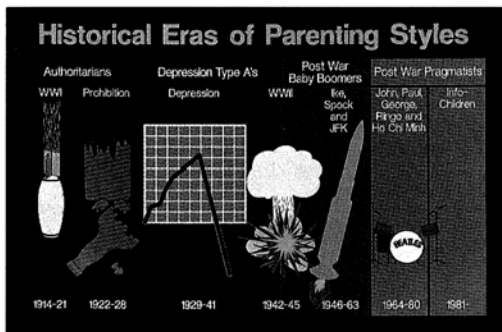 Historical Eras of Parenting Styles
Authoritarians
Depression Type A's
Post War
Baby Boomers
Post War Pragmatists
WWI
Prohibition
Depression
WWII
Ike,
Spock
and
JFK
John, Paul,
George,
Ringo and
Ho Chi Minh
Info-
Children
BEATLES
1914-21
1922-28
1929-41
1942-45
1946-63
1964-80
1981-